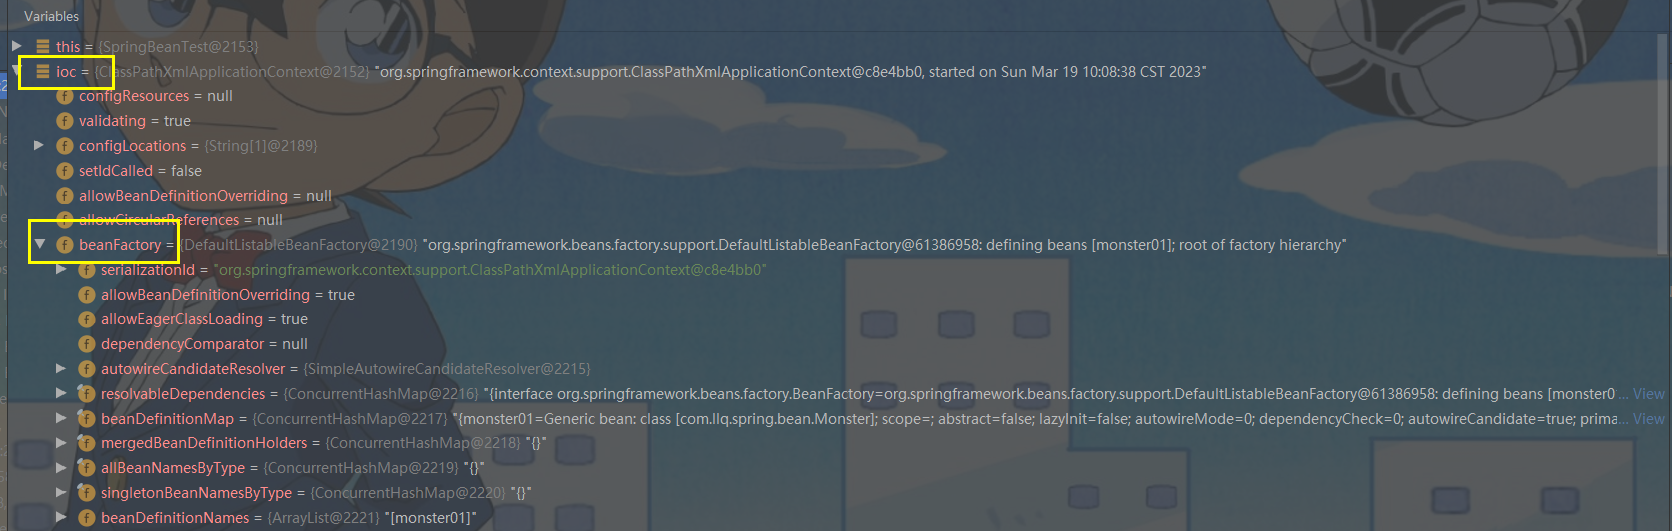 Variables
this = {SpringBeanTest@2153}
ioc = {ClassPathXmlApplicationContext@2152} "org.springframework.context.support.ClassPathXmlApplicationContext@c8e4bb0, started on Sun Mar 19 10:08:38 CST 2023"
f configResources = null
f validating = true
f configLocations = {String[1]@2189}
f setIdCalled = false
f allowBeanDefinitionOverriding = null
f allowCircularReferences = null
f beanFactory = {DefaultListableBeanFactory@2190} "org.springframework.beans.factory.support.DefaultListableBeanFactory@61386958: defining beans [monster01]; root of factory hierarchy"
f serializationId = "org.springframework.context.support.ClassPathXmlApplicationContext@c8e4bb0"
f allowBeanDefinitionOverriding = true
f allowEagerClassLoading = true
f dependencyComparator = null
f autowireCandidateResolver = {SimpleAutowireCandidateResolver@2215}
f resolvableDependencies = {ConcurrentHashMap@2216} "{interface org.springframework.beans.factory.BeanFactory=org.springframework.beans.factory.support.DefaultListableBeanFactory@61386958: defining beans [monster0... View
f beanDefinitionMap = {ConcurrentHashMap@2217} "{monster01=Generic bean: class [com.llq.spring.bean.Monster]; scope=; abstract=false; lazyInit=false; autowireMode=0; dependencyCheck=0; autowireCandidate=true; prima... View
f mergedBeanDefinitionHolders = {ConcurrentHashMap@2218} "{}"
f allBeanNamesByType = {ConcurrentHashMap@2219} "{}"
f singletonBeanNamesByType = {ConcurrentHashMap@2220} "{}"
f beanDefinitionNames = {ArrayList@2221} "[monster01]"